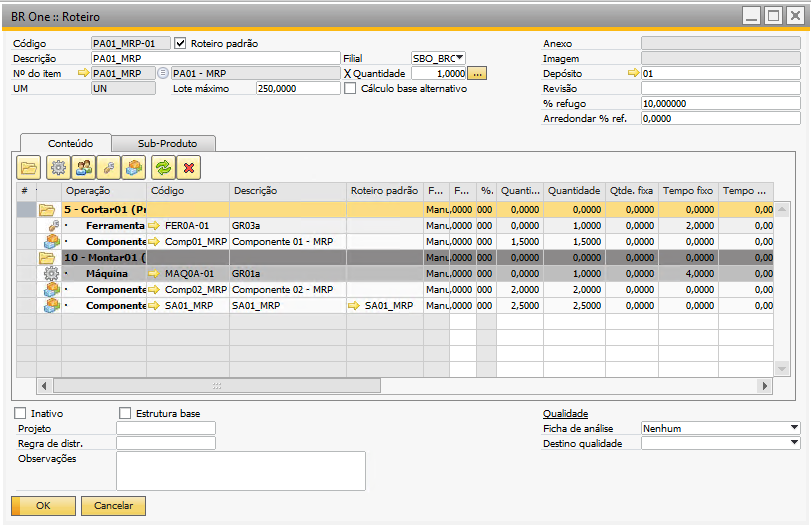 BR One :: Roteiro
Código PA01_MRP-01 Roteiro padrão Anexo
Descrição PA01_MRP Filial SBO_BRO Imagem
Nº do item PA01_MRP PA01 - MRP X Quantidade 1,0000 ... Depósito 01
UM UN Lote máximo 250,0000 Cálculo base alternativo Revisão
% refugo 10,000000
Arredondar % ref. 0,0000
Conteúdo Sub-Produto
# Operação Código Descrição Roteiro padrão F... F... %. Quanti... Quantidade Qtde. fixa Tempo fixo Tempo ...
5 - Cortar01 (Pr Manu ,0000 000 0,0000 0,0000 0,0000 0,0000 0,00
Ferramenta FER0A-01 GR03a Manu ,0000 000 0,0000 1,0000 0,0000 2,0000 0,00
Componente Comp01_MRP Componente 01 - MRP Manu ,0000 000 1,5000 1,5000 0,0000 0,0000 0,00
10 - Montar01 ( Manu ,0000 000 0,0000 0,0000 0,0000 0,0000 0,00
Máquina MAQ0A-01 GR01a Manu ,0000 000 0,0000 1,0000 0,0000 4,0000 0,00
Componente Comp02_MRP Componente 02 - MRP Manu ,0000 000 2,0000 2,0000 0,0000 0,0000 0,00
Componente SA01_MRP SA01_MRP SA01_MRP Manu ,0000 000 2,5000 2,5000 0,0000 0,0000 0,00
Inativo Estrutura base Qualidade
Projeto Ficha de análise Nenhum
Regra de distr. Destino qualidade
Observações
OK Cancelar